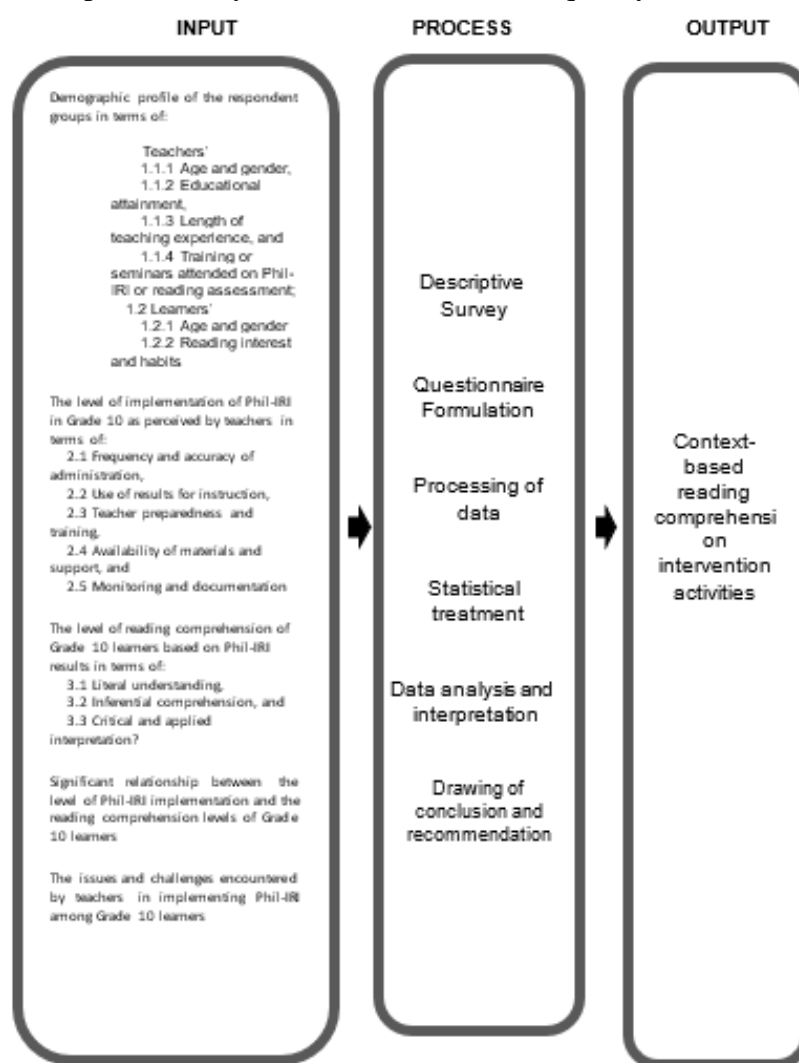 INPUT
PROCESS
OUTPUT
Demographic profile of the respondent
groups in terms of:
Teachers'
1.1.1 Age and gender,
1.1.2 Educational
attainment,
1.1.3 Length of
teaching experience, and
1.1.4 Training or
seminars attended on Phil-
IRI or reading assessment;
1.2 Learners'
1.2.1 Age and gender
1.2.2 Reading interest
and habits
The level of implementation of Phil-IRI
in Grade 10 as perceived by teachers in
terms of:
2.1 Frequency and accuracy of
administration,
2.2 Use of results for instruction,
2.3 Teacher preparedness and
training,
2.4 Availability of materials and
support, and
2.5 Monitoring and documentation
The level of reading comprehension of
Grade 10 learners based on Phil-IRI
results in terms of:
3.1 Literal understanding,
3.2 Inferential comprehension, and
3.3 Critical and applied
interpretation?
Significant relationship between the
level of Phil-IRI implementation and the
reading comprehension levels of Grade
10 learners
The issues and challenges encountered
by teachers in implementing Phil-IRI
among Grade 10 learners
Descriptive
Survey
Questionnaire
Formulation
Processing of
data
Statistical
treatment
Data analysis and
interpretation
Drawing of
conclusion and
recommendation
Context-
based
reading
comprehensi
on
intervention
activities